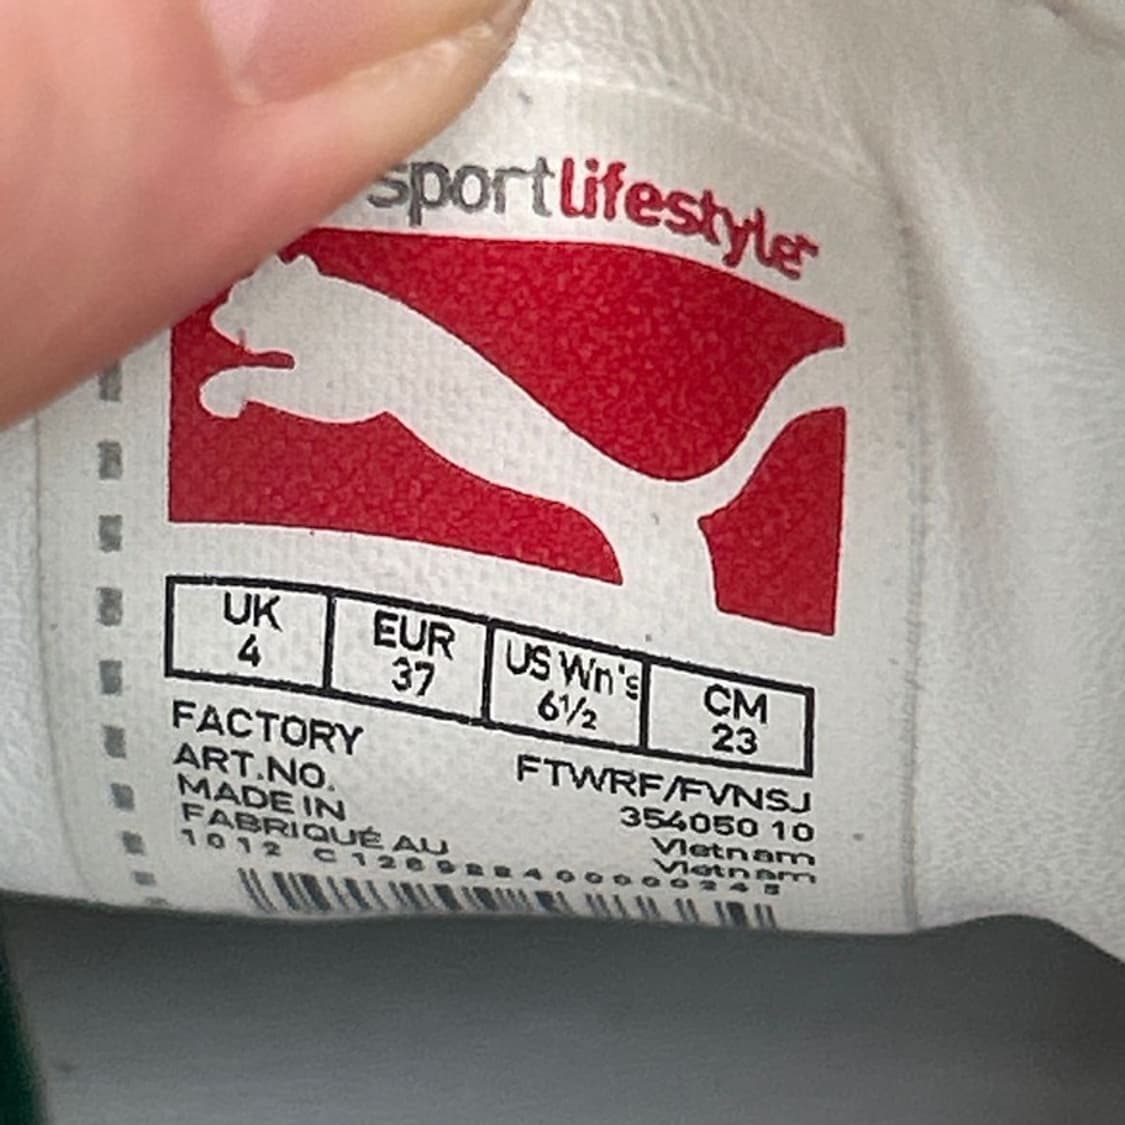 sportlifestyle
UK EUR US Wn's CM
4 37 6½ 23
FACTORY FTWRF/FVNSJ
ART.NO. 354050 10
MADE IN Vietnam
FABRIQUÉ AU Vietnam
1012